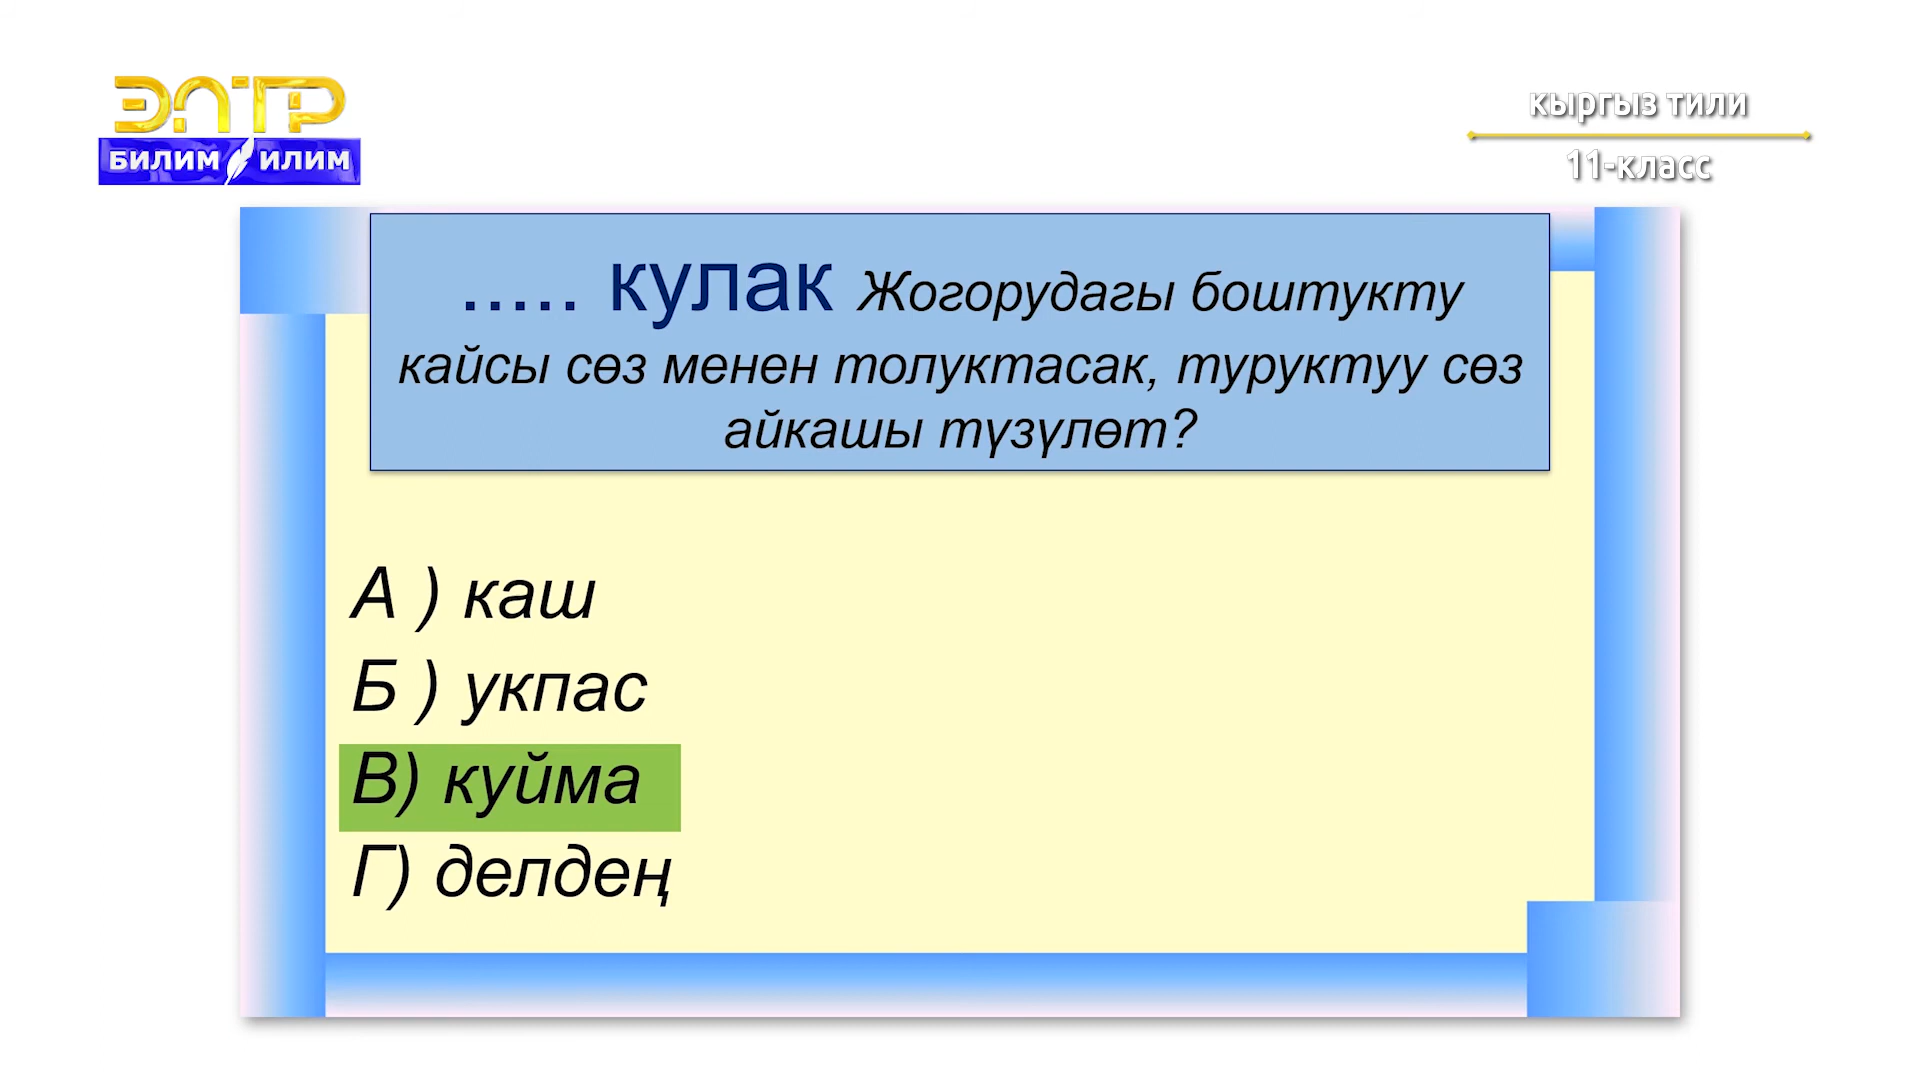 ЭЛТР
БИЛИМ ИЛИМ
кыргыз тили
11-класс
..... кулак Жогорудагы боштукту
кайсы сөз менен толуктасак, туруктуу сөз
айкашы түзүлөт?
А ) каш
Б ) укпас
В) куйма
Г) делдең